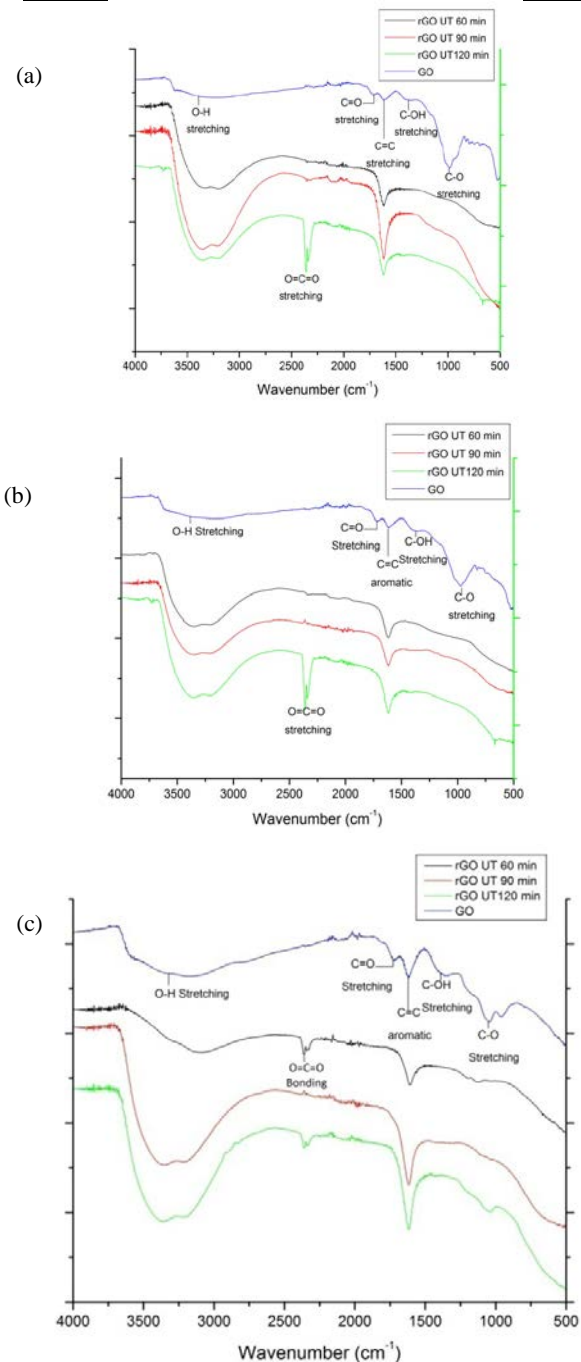 (a)
rGO UT 60 min
rGO UT 90 min
rGO UT120 min
GO
O-H
stretching
C=O
stretching
C=C
stretching
C-OH
stretching
C-O
stretching
O=C=O
stretching
4000 3500 3000 2500 2000 1500 1000 500
Wavenumber (cm⁻¹)
(b)
rGO UT 60 min
rGO UT 90 min
rGO UT120 min
GO
O-H Stretching
C=O
Stretching
C=C
aromatic
C-OH
Stretching
C-O
stretching
O=C=O
stretching
4000 3500 3000 2500 2000 1500 1000 500
Wavenumber (cm⁻¹)
(c)
rGO UT 60 min
rGO UT 90 min
rGO UT120 min
GO
O-H Stretching
C=O
Stretching
C=C
aromatic
C-OH
Stretching
C-O
Stretching
O=C=O
Bonding
4000 3500 3000 2500 2000 1500 1000 500
Wavenumber (cm⁻¹)